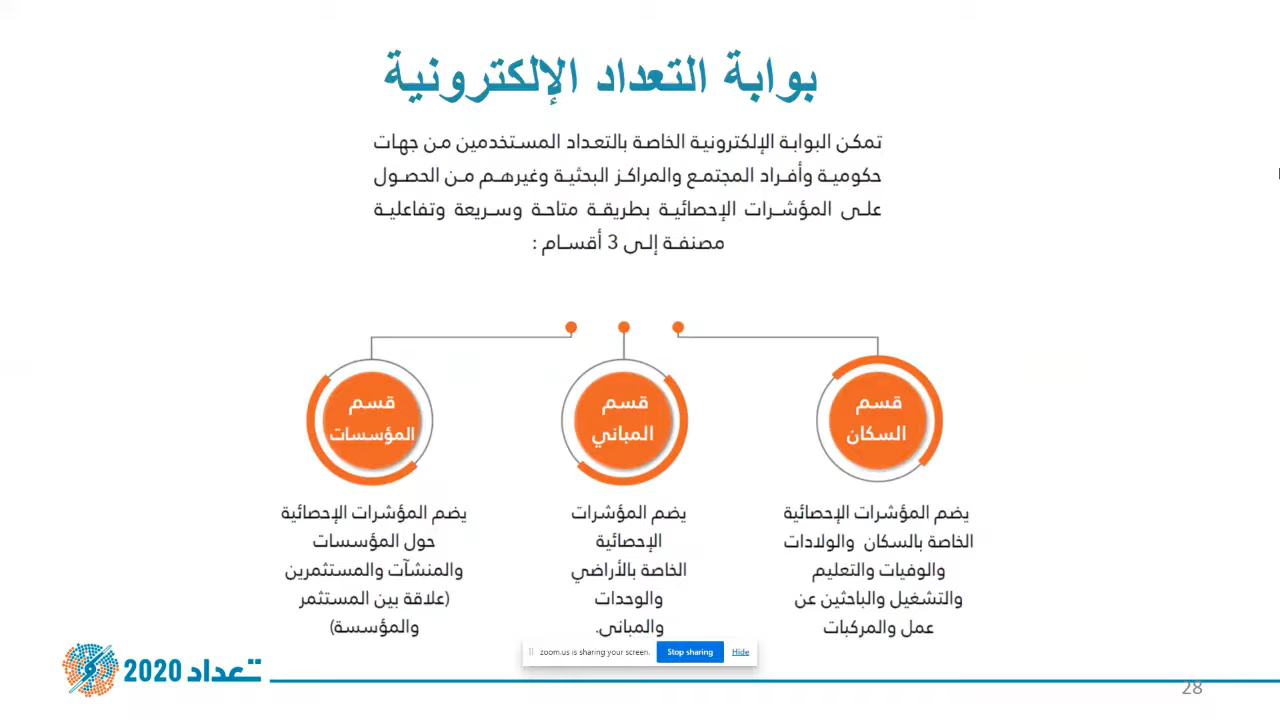 بوابة التعداد الإلكترونية
تمكن البوابة الإلكترونية الخاصة بالتعداد المستخدمين من جهات
حكومية وأفراد المجتمع والمراكز البحثية وغيرهم من الحصول
على المؤشرات الإحصائية بطريقة متاحة وسريعة وتفاعلية
مصنفة إلى 3 أقسام :
قسم
السكان
يضم المؤشرات الإحصائية
الخاصة بالسكان والولادات
والوفيات والتعليم
والتشغيل والباحثين عن
عمل والمركبات
قسم
المباني
يضم المؤشرات
الإحصائية
الخاصة بالأراضي
والوحدات
والمباني.
قسم
المؤسسات
يضم المؤشرات الإحصائية
حول المؤسسات
والمنشآت والمستثمرين
(علاقة بين المستثمر
والمؤسسة)
zoom.us is sharing your screen. Stop sharing Hide
تعداد 2020
28